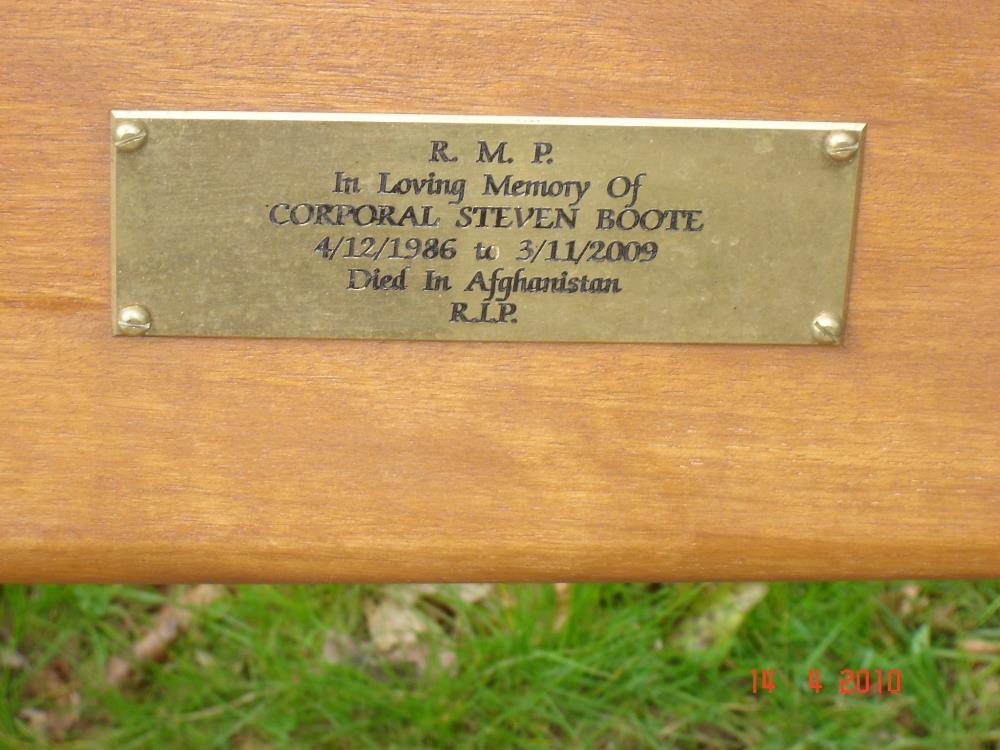 R. M. P.
In Loving Memory Of
CORPORAL STEVEN BOOTE
4/12/1986 to 3/11/2009
Died In Afghanistan
R.I.P.
14 4 2010